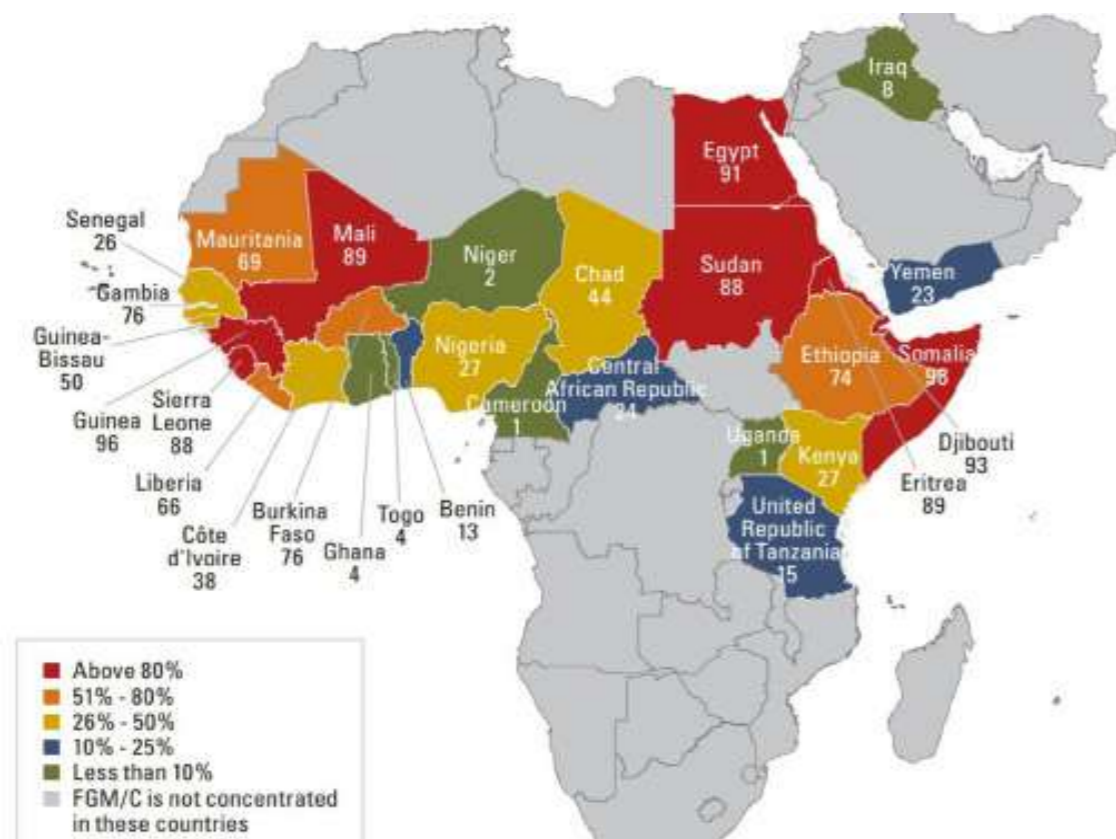 Iraq
8
Egypt
91
Senegal
26
Mauritania
69
Mali
89
Niger
2
Chad
44
Sudan
88
Yemen
23
Gambia
76
Guinea-
Bissau
50
Nigeria
27
Central
African Republic
24
Ethiopia
74
Somalia
98
Guinea
96
Sierra
Leone
88
Cameroon
1
Uganda
1
Kenya
27
Djibouti
93
Eritrea
89
Liberia
66
Côte
d'Ivoire
38
Burkina
Faso
76
Ghana
4
Togo
4
Benin
13
United
Republic
of Tanzania
15
Above 80%
51% - 80%
26% - 50%
10% - 25%
Less than 10%
FGM/C is not concentrated
in these countries